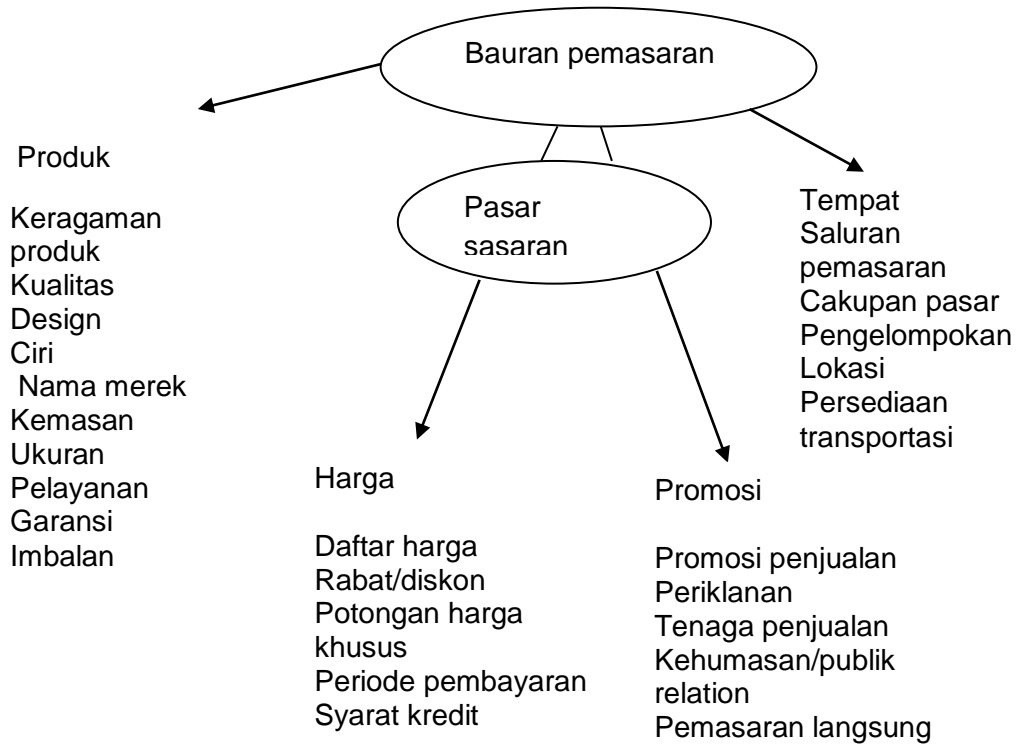 Bauran pemasaran
Produk
Keragaman
produk
Kualitas
Design
Ciri
Nama merek
Kemasan
Ukuran
Pelayanan
Garansi
Imbalan
Pasar
sasaran
Tempat
Saluran
pemasaran
Cakupan pasar
Pengelompokan
Lokasi
Persediaan
transportasi
Harga
Daftar harga
Rabat/diskon
Potongan harga
khusus
Periode pembayaran
Syarat kredit
Promosi
Promosi penjualan
Periklanan
Tenaga penjualan
Kehumasan/publik
relation
Pemasaran langsung